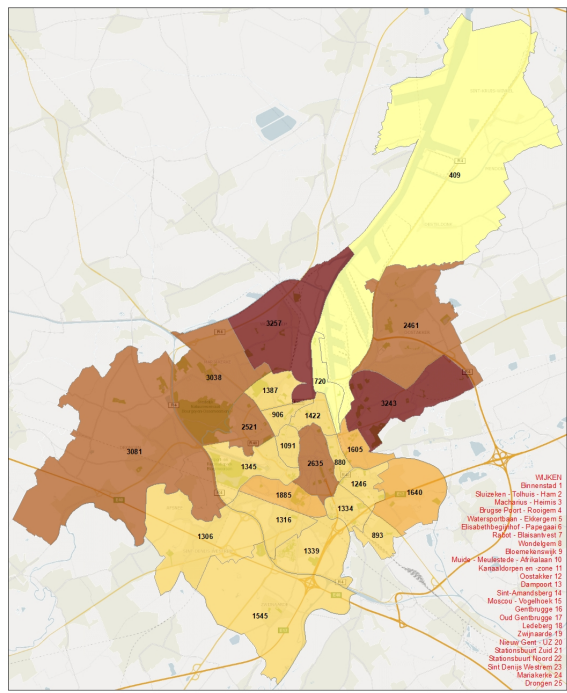 409
3257
2461
3038
720
1387
3243
906
1422
2521
1091
1605
3081
1345
2635
880
1246
1885
1640
1334
1316
1306
893
1339
1545
WIJKEN
Binnenstad 1
Sluizeken - Tolhuis - Ham 2
Macharius - Heirnis 3
Brugse Poort - Rooigem 4
Watersportbaan - Ekkergem 5
Elisabethbegijnhof - Papegaai 6
Rabot - Blaisantvest 7
Wondelgem 8
Bloemekenswijk 9
Muide - Meulestede - Afrikalaan 10
Kanaaldorpen en -zone 11
Oostakker 12
Dampoort 13
Sint-Amandsberg 14
Moscou - Vogelhoek 15
Gentbrugge 16
Oud Gentbrugge 17
Ledeberg 18
Zwijnaarde 19
Nieuw Gent - UZ 20
Stationsbuurt Zuid 21
Stationsbuurt Noord 22
Sint Denijs Westrem 23
Mariakerke 24
Drongen 25